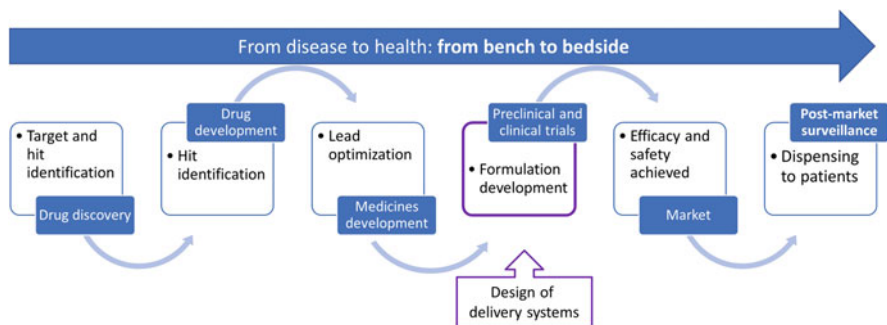 From disease to health: from bench to bedside
• Target and
hit
identification
Drug discovery
Drug
development
• Hit
identification
• Lead
optimization
Medicines
development
Preclinical and
clinical trials
• Formulation
development
Design of
delivery systems
• Efficacy and
safety
achieved
Market
Post-market
surveillance
• Dispensing
to patients